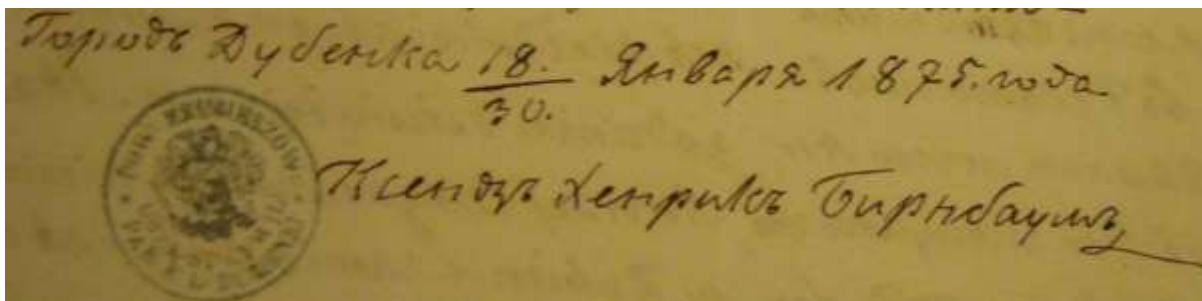 Городъ Дубенка 18./30. Января 1875. года
Ксендзъ Хенрикъ Бирнбаумъ